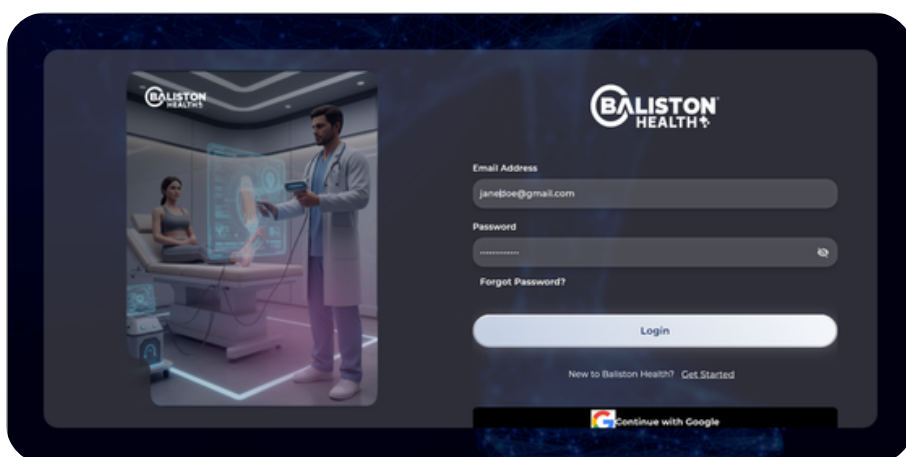 BALISTON
HEALTH
BALISTON
HEALTH
Email Address
janedoe@gmail.com
Password
Forgot Password?
Login
New to Baliston Health? Get Started
Continue with Google